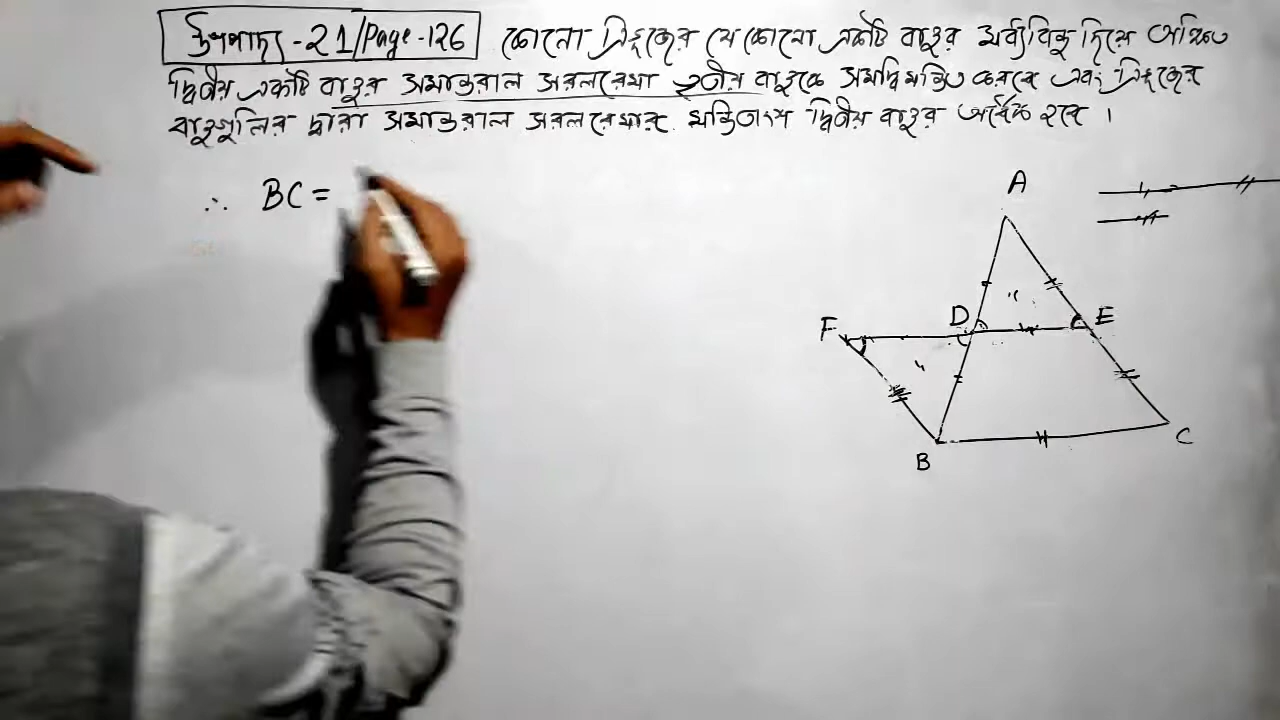 উপপাদ্য - 21/Page - 126 কোনো ত্রিভুজের যে কোনো একটি বাহুর মধ্যবিন্দু দিয়ে অঙ্কিত
দ্বিতীয় একটি বাহুর সমান্তরাল সরলরেখা তৃতীয় বাহুকে সমদ্বিখণ্ডিত করবে এবং ত্রিভুজের
বাহুগুলির দ্বারা সমান্তরাল সরলরেখার খণ্ডিতাংশ দ্বিতীয় বাহুর অর্ধেক হবে ।
∴ BC =
A
F D E
B C